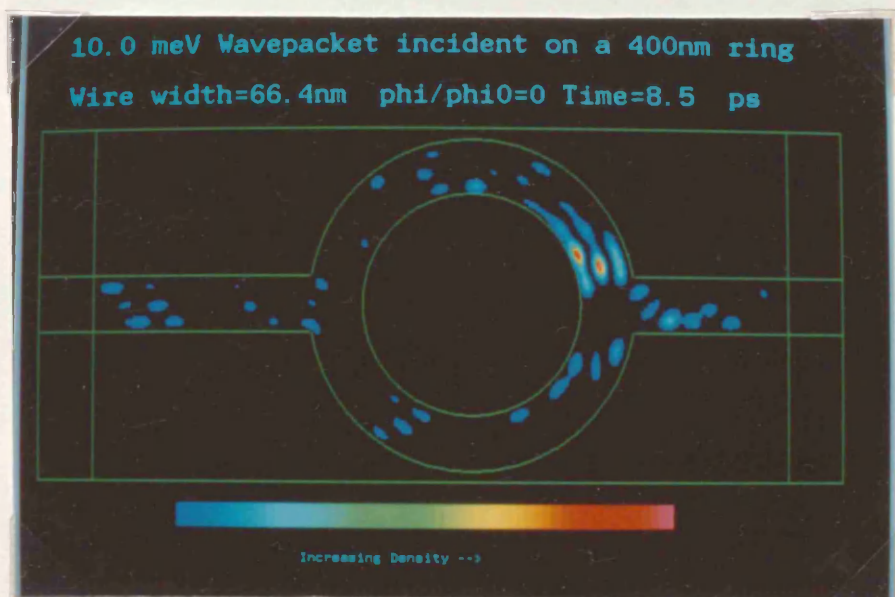 10.0 meV Wavepacket incident on a 400nm ring
Wire width=66.4nm phi/phi0=0 Time=8.5 ps
Increasing Density -->